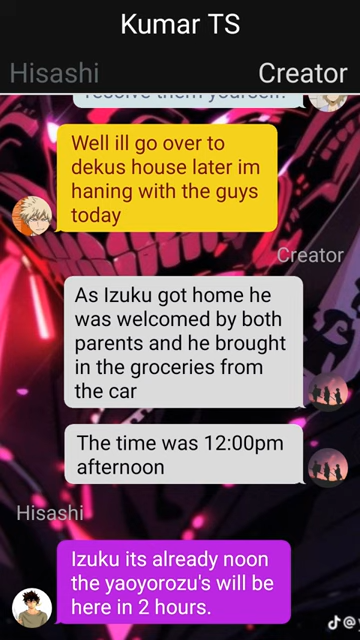 Kumar TS
Hisashi
Creator
resolve them yourself.
Well ill go over to
dekus house later im
haning with the guys
today
Creator
As Izuku got home he
was welcomed by both
parents and he brought
in the groceries from
the car
The time was 12:00pm
afternoon
Hisashi
Izuku its already noon
the yaoyorozu's will be
here in 2 hours.
@